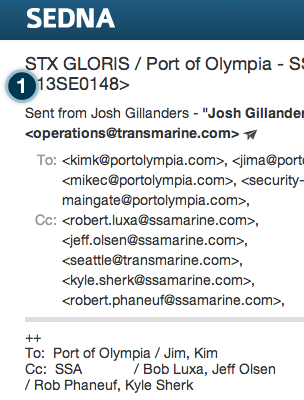 SEDNA
STX GLORIS / Port of Olympia - SS
1 13SE0148>
Sent from Josh Gillanders - "Josh Gillander
<operations@transmarine.com>
To: <kimk@portolympia.com>, <jima@port
<mikec@portolympia.com>, <security-
maingate@portolympia.com>,
Cc: <robert.luxa@ssamarine.com>,
<jeff.olsen@ssamarine.com>,
<seattle@transmarine.com>,
<kyle.sherk@ssamarine.com>,
<robert.phaneuf@ssamarine.com>,
++
To: Port of Olympia / Jim, Kim
Cc: SSA / Bob Luxa, Jeff Olsen
/ Rob Phaneuf, Kyle Sherk